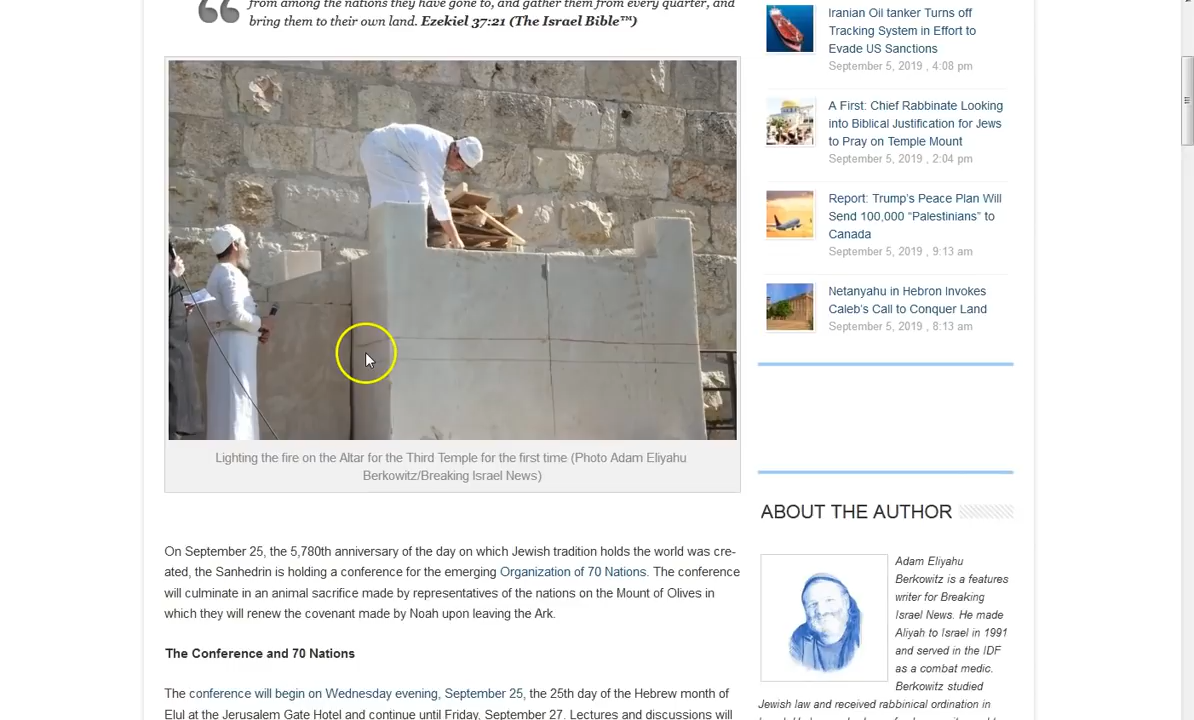 from among the nations they have gone to, and gather them from every quarter, and
bring them to their own land. Ezekiel 37:21 (The Israel Bible™)
Lighting the fire on the Altar for the Third Temple for the first time (Photo Adam Eliyahu
Berkowitz/Breaking Israel News)
On September 25, the 5,780th anniversary of the day on which Jewish tradition holds the world was cre-
ated, the Sanhedrin is holding a conference for the emerging Organization of 70 Nations. The conference
will culminate in an animal sacrifice made by representatives of the nations on the Mount of Olives in
which they will renew the covenant made by Noah upon leaving the Ark.
The Conference and 70 Nations
The conference will begin on Wednesday evening, September 25, the 25th day of the Hebrew month of
Elul at the Jerusalem Gate Hotel and continue until Friday, September 27. Lectures and discussions will
Iranian Oil tanker Turns off
Tracking System in Effort to
Evade US Sanctions
September 5, 2019 , 4:08 pm
A First: Chief Rabbinate Looking
into Biblical Justification for Jews
to Pray on Temple Mount
September 5, 2019 , 2:04 pm
Report: Trump's Peace Plan Will
Send 100,000 “Palestinians” to
Canada
September 5, 2019 , 9:13 am
Netanyahu in Hebron Invokes
Caleb's Call to Conquer Land
September 5, 2019 , 8:13 am
ABOUT THE AUTHOR
Adam Eliyahu
Berkowitz is a features
writer for Breaking
Israel News. He made
Aliyah to Israel in 1991
and served in the IDF
as a combat medic.
Berkowitz studied
Jewish law and received rabbinical ordination in